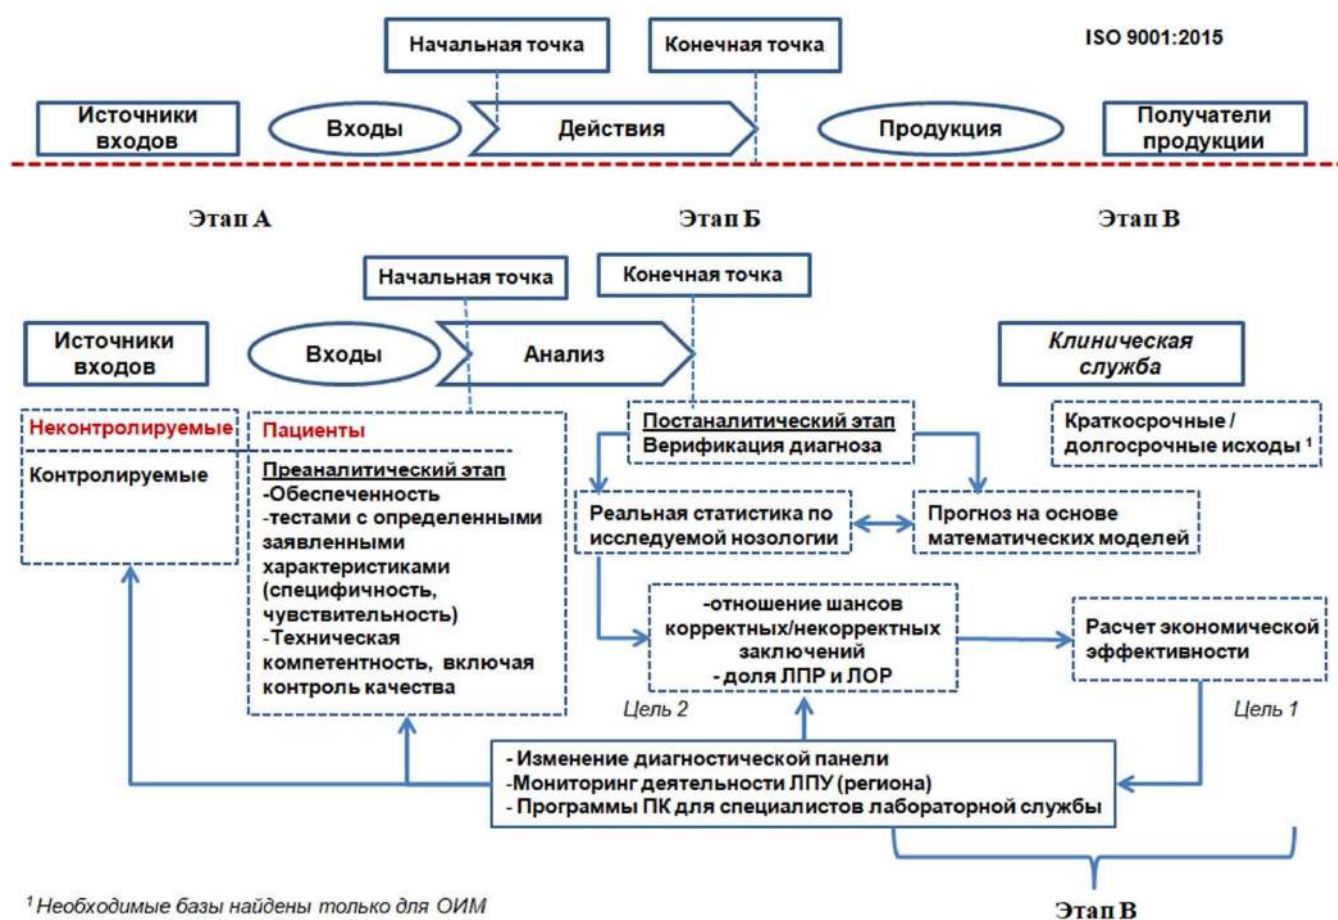 Начальная точка
Конечная точка
ISO 9001:2015
Источники
входов
Входы
Действия
Продукция
Получатели
продукции
Этап А
Этап Б
Этап В
Начальная точка
Конечная точка
Источники
входов
Входы
Анализ
Клиническая
служба
Неконтролируемые
Контролируемые
Пациенты
Преаналитический этап
-Обеспеченность
-тестами с определенными
заявленными
характеристиками
(специфичность,
чувствительность)
-Техническая
компетентность, включая
контроль качества
Постаналитический этап
Верификация диагноза
Краткосрочные /
долгосрочные исходы ¹
Реальная статистика по
исследуемой нозологии
Прогноз на основе
математических моделей
-отношение шансов
корректных/некорректных
заключений
- доля ЛПР и ЛОР
Расчет экономической
эффективности
Цель 2
Цель 1
- Изменение диагностической панели
-Мониторинг деятельности ЛПУ (региона)
- Программы ПК для специалистов лабораторной службы
¹ Необходимые базы найдены только для ОИМ
Этап В